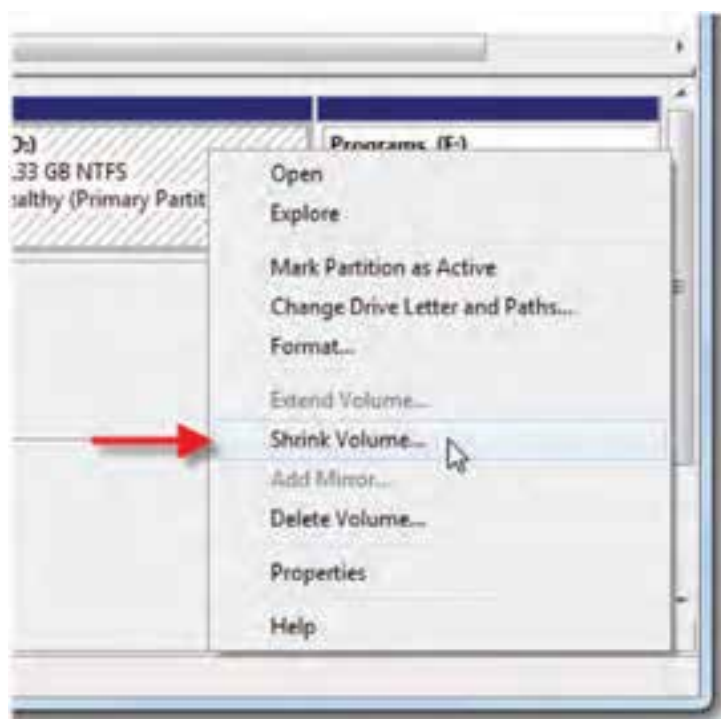 :)
.33 GB NTFS
ealthy (Primary Partit
Programs (F:)
Open
Explore
Mark Partition as Active
Change Drive Letter and Paths...
Format...
Extend Volume...
Shrink Volume...
Add Mirror...
Delete Volume...
Properties
Help